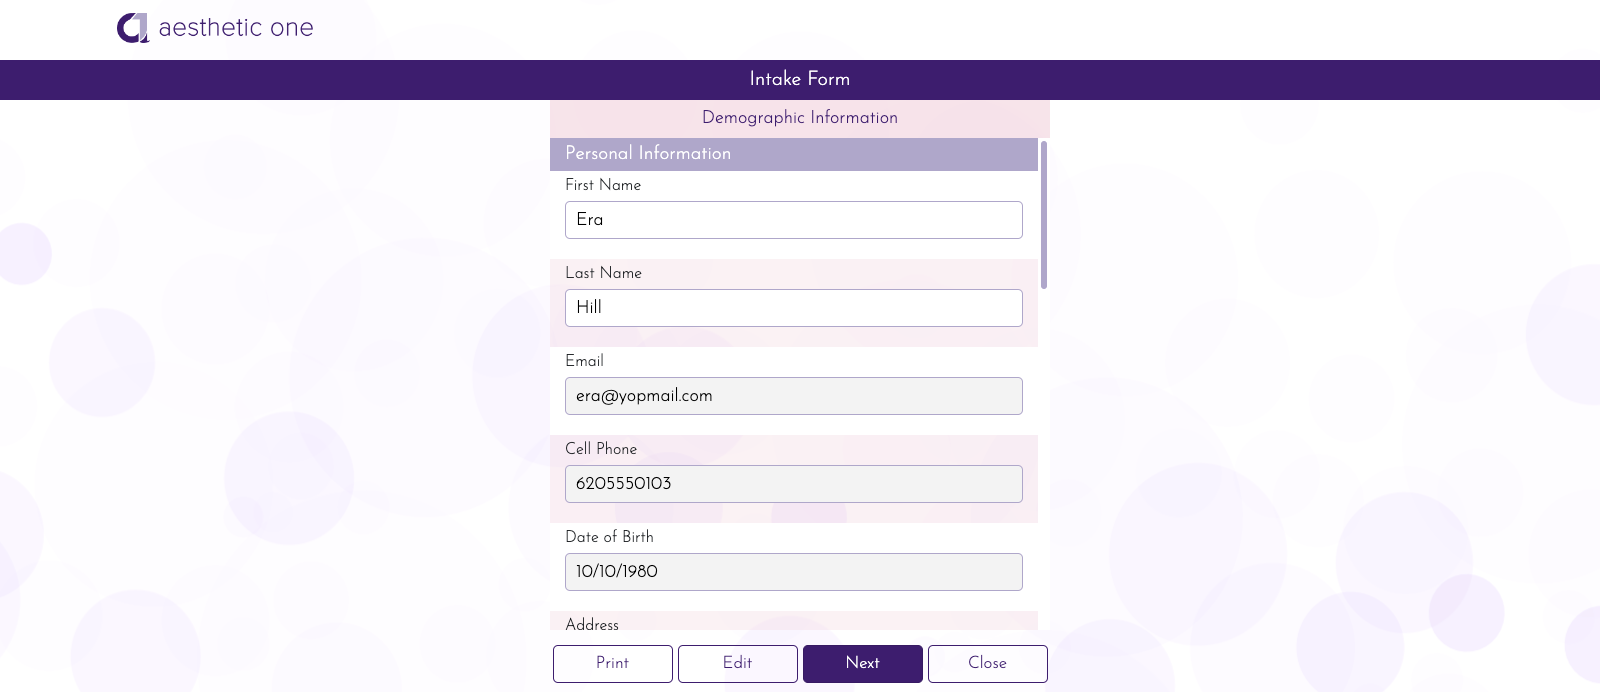 aesthetic one
Intake Form
Demographic Information
Personal Information
First Name
Era
Last Name
Hill
Email
era@yopmail.com
Cell Phone
6205550103
Date of Birth
10/10/1980
Address
Print Edit Next Close